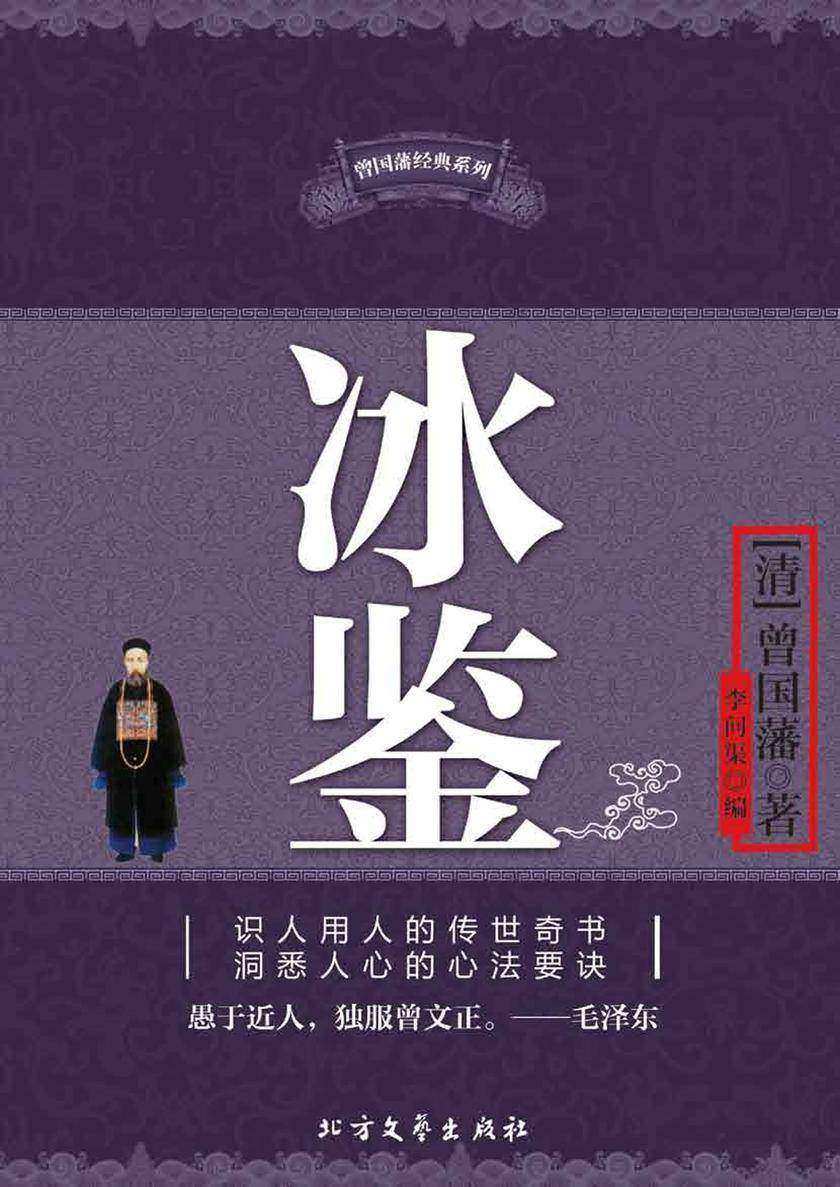 曾国藩经典系列
冰鉴
[清]曾国藩◎著
李问渠◎编
识人用人的传世奇书
洞悉人心的心法要诀
愚于近人，独服曾文正。——毛泽东
北方文艺出版社